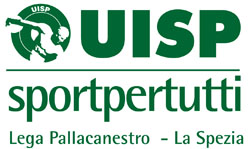 UISP
UISP
sportpertutti
Lega Pallacanestro - La Spezia